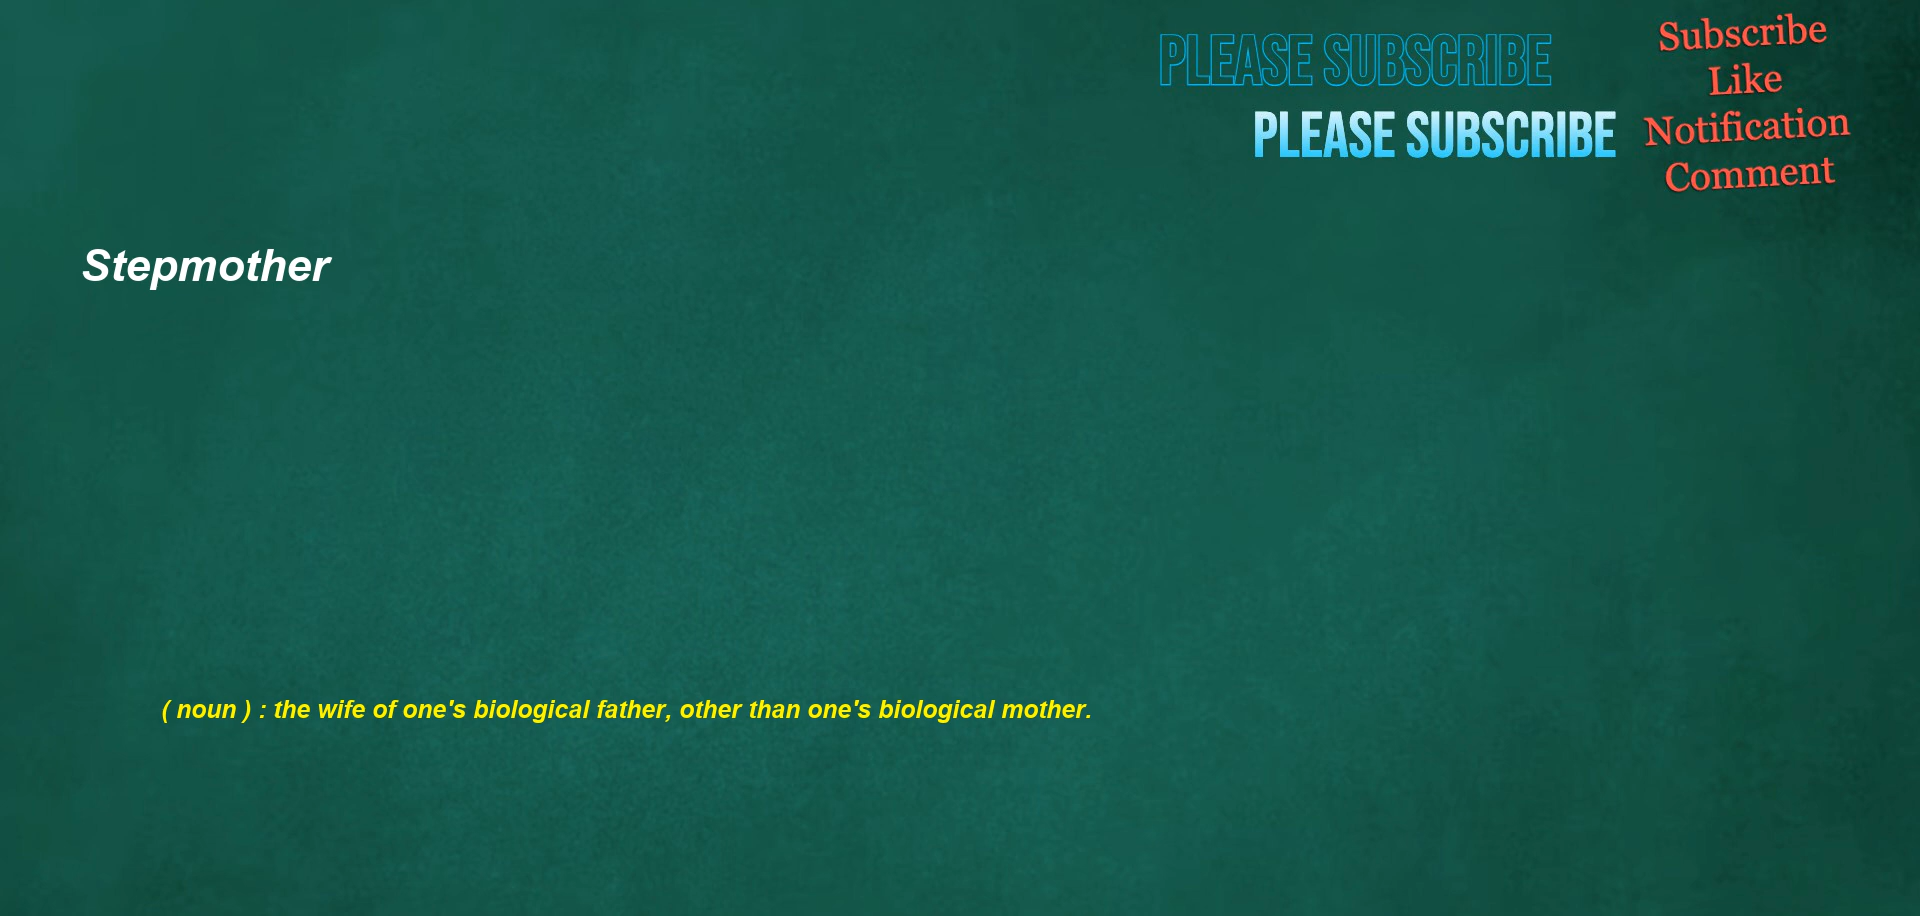 PLEASE SUBSCRIBE
PLEASE SUBSCRIBE
Subscribe
Like
Notification
Comment
Stepmother
( noun ) : the wife of one's biological father, other than one's biological mother.